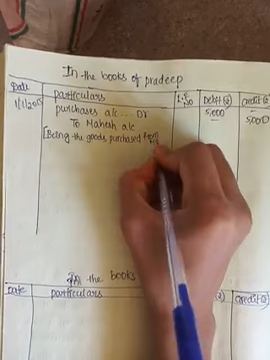 In the books of pradeep
Date particulars L.F NO Debit (₹) Credit (₹)
1/1/2015 purchases a/c... Dr 5,000
To Mahesh a/c 5,000
[Being the goods purchased from
the books
Date particulars (₹) Credit (₹)